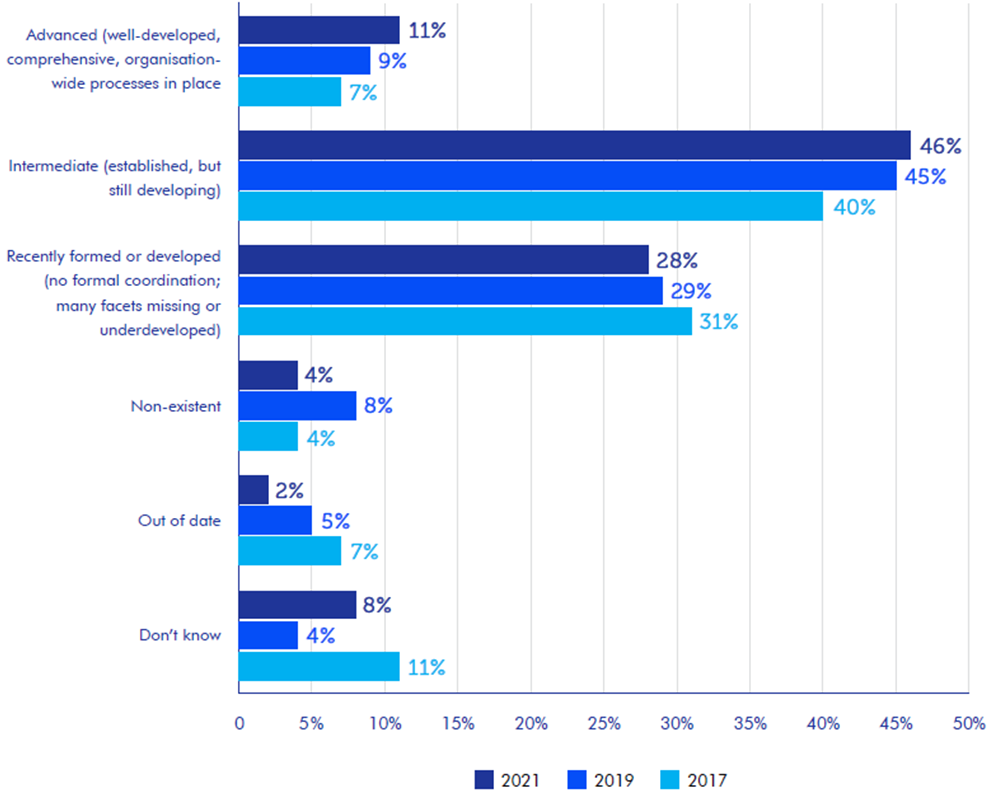 Advanced (well-developed,
comprehensive, organisation-
wide processes in place
11%
9%
7%
Intermediate (established, but
still developing)
46%
45%
40%
Recently formed or developed
(no formal coordination;
many facets missing or
underdeveloped)
28%
29%
31%
Non-existent
4%
8%
4%
Out of date
2%
5%
7%
Don't know
8%
4%
11%
0 5% 10% 15% 20% 25% 30% 35% 40% 45% 50%
2021 2019 2017